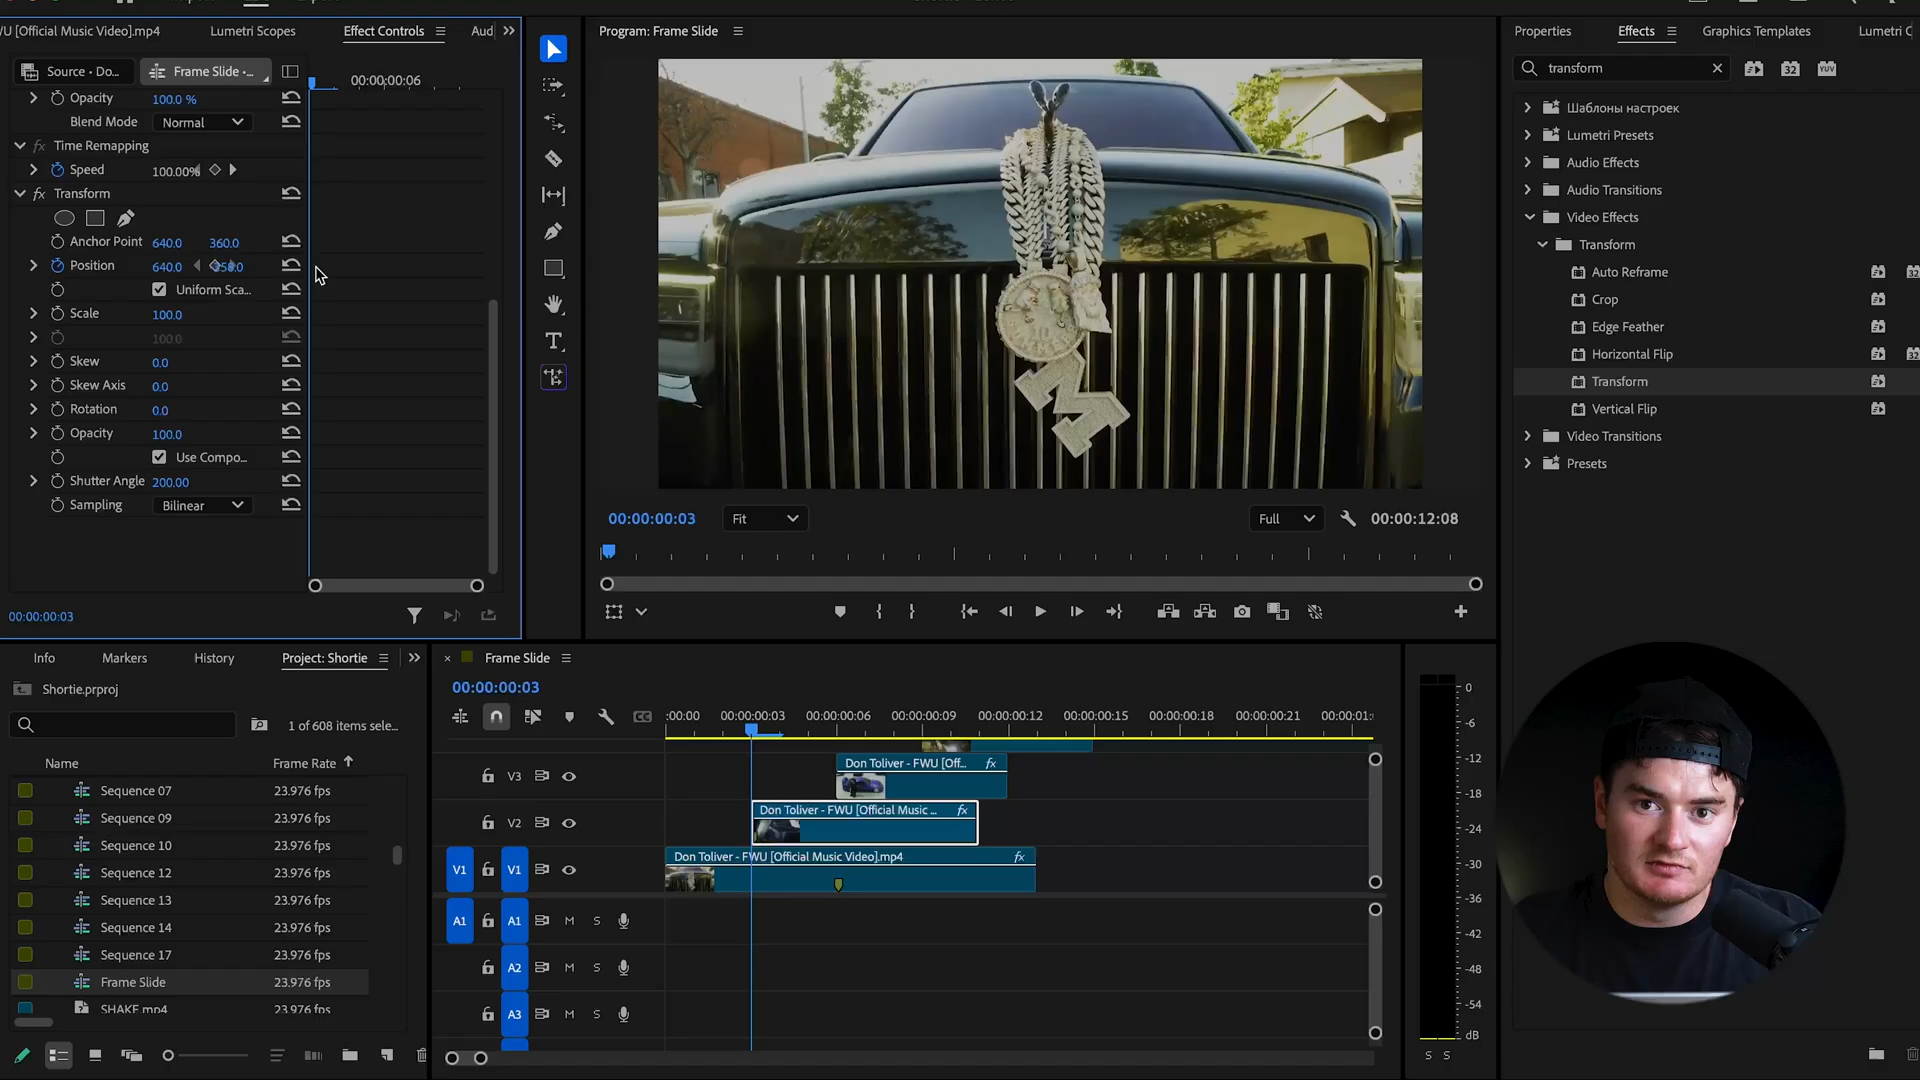 VU [Official Music Video].mp4
Lumetri Scopes
Effect Controls
Aud
Source • Do...
Frame Slide •...
00:00:00:06
Opacity
100.0 %
Blend Mode
Normal
Time Remapping
Speed
100.00%
fx
Transform
Anchor Point
640.0
360.0
Position
640.0
Uniform Sca...
Scale
100.0
100.0
Skew
0.0
Skew Axis
0.0
Rotation
0.0
Opacity
100.0
Use Compo...
Shutter Angle
200.00
Sampling
Bilinear
00:00:00:03
Program: Frame Slide
M
00:00:00:03
Fit
Full
00:00:12:08
Properties
Effects
Graphics Templates
Lumetri C
transform
32
YUV
Шаблоны настроек
Lumetri Presets
Audio Effects
Audio Transitions
Video Effects
Transform
Auto Reframe
Crop
Edge Feather
Horizontal Flip
Transform
Vertical Flip
Video Transitions
Presets
Info
Markers
History
Project: Shortie
Shortie.prproj
1 of 608 items sele...
Name
Frame Rate
Sequence 07
23.976 fps
Sequence 09
23.976 fps
Sequence 10
23.976 fps
Sequence 12
23.976 fps
Sequence 13
23.976 fps
Sequence 14
23.976 fps
Sequence 17
23.976 fps
Frame Slide
23.976 fps
SHAKE.mp4
23.976 fps
Frame Slide
00:00:00:03
CC
:00:00
00:00:00:03
00:00:00:06
00:00:00:09
00:00:00:12
00:00:00:15
00:00:00:18
00:00:00:21
00:00:01:
V3
Don Toliver - FWU [Off...
fx
V2
Don Toliver - FWU [Official Music ...
fx
V1
V1
Don Toliver - FWU [Official Music Video].mp4
fx
A1
A1
M
S
A2
M
S
A3
M
S
0
-6
-12
-18
-24
-30
-36
-42
-48
-54
dB
S
S